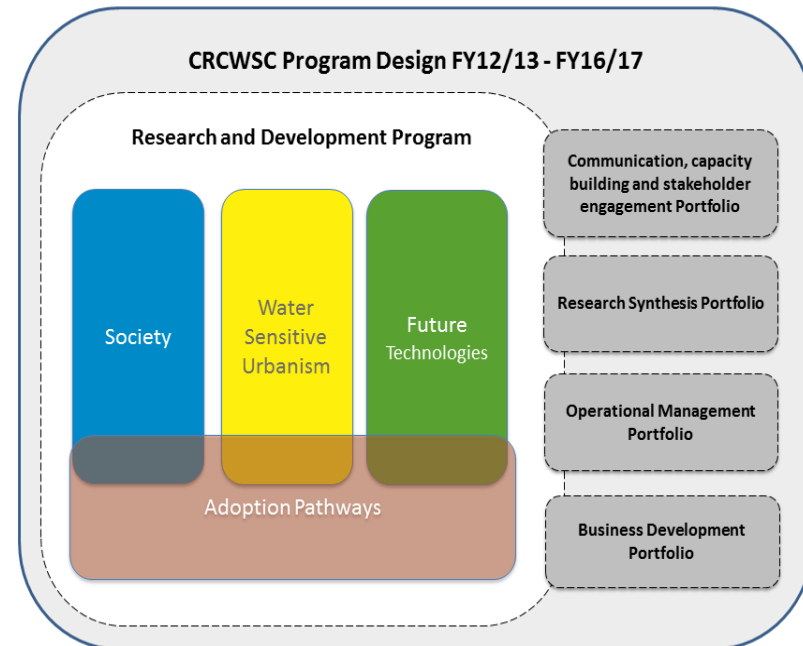 CRCWSC Program Design FY12/13 - FY16/17
Research and Development Program
Society
Water
Sensitive
Urbanism
Future
Technologies
Adoption Pathways
Communication, capacity
building and stakeholder
engagement Portfolio
Research Synthesis Portfolio
Operational Management
Portfolio
Business Development
Portfolio